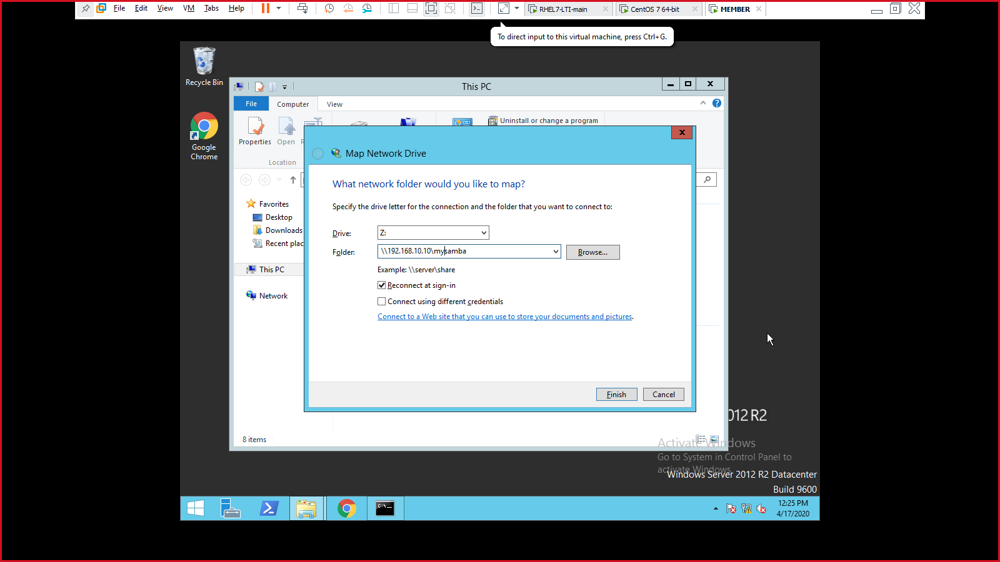 File Edit View VM Tabs Help
RHEL7-LTI-main
CentOS 7 64-bit
MEMBER
To direct input to this virtual machine, press Ctrl+G.
Recycle Bin
Google
Chrome
This PC
File Computer View
Uninstall or change a program
Properties Open
Location
Map Network Drive
What network folder would you like to map?
Specify the drive letter for the connection and the folder that you want to connect to:
Drive: Z:
Folder: \\192.168.10.10\mysamba Browse...
Example: \\server\share
Reconnect at sign-in
Connect using different credentials
Connect to a Web site that you can use to store your documents and pictures.
Finish Cancel
Favorites
Desktop
Downloads
Recent plac
This PC
Network
8 items
012 R2
Activate Windows
Go to System in Control Panel to
activate Windows.
Windows Server 2012 R2 Datacenter
Build 9600
12:25 PM
4/17/2020